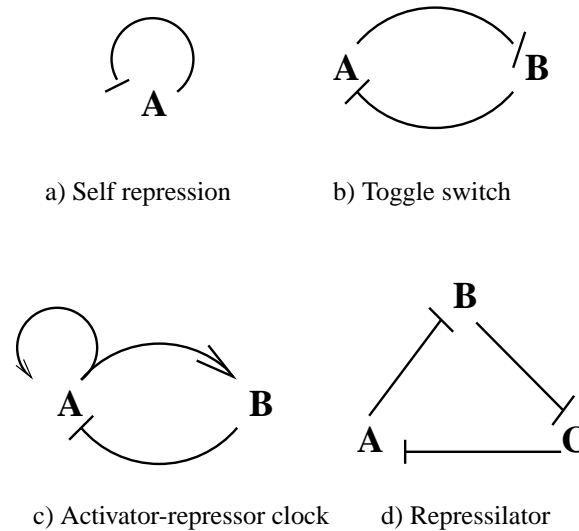 A
a) Self repression
A
B
b) Toggle switch
A
B
c) Activator-repressor clock
B
A
C
d) Repressilator